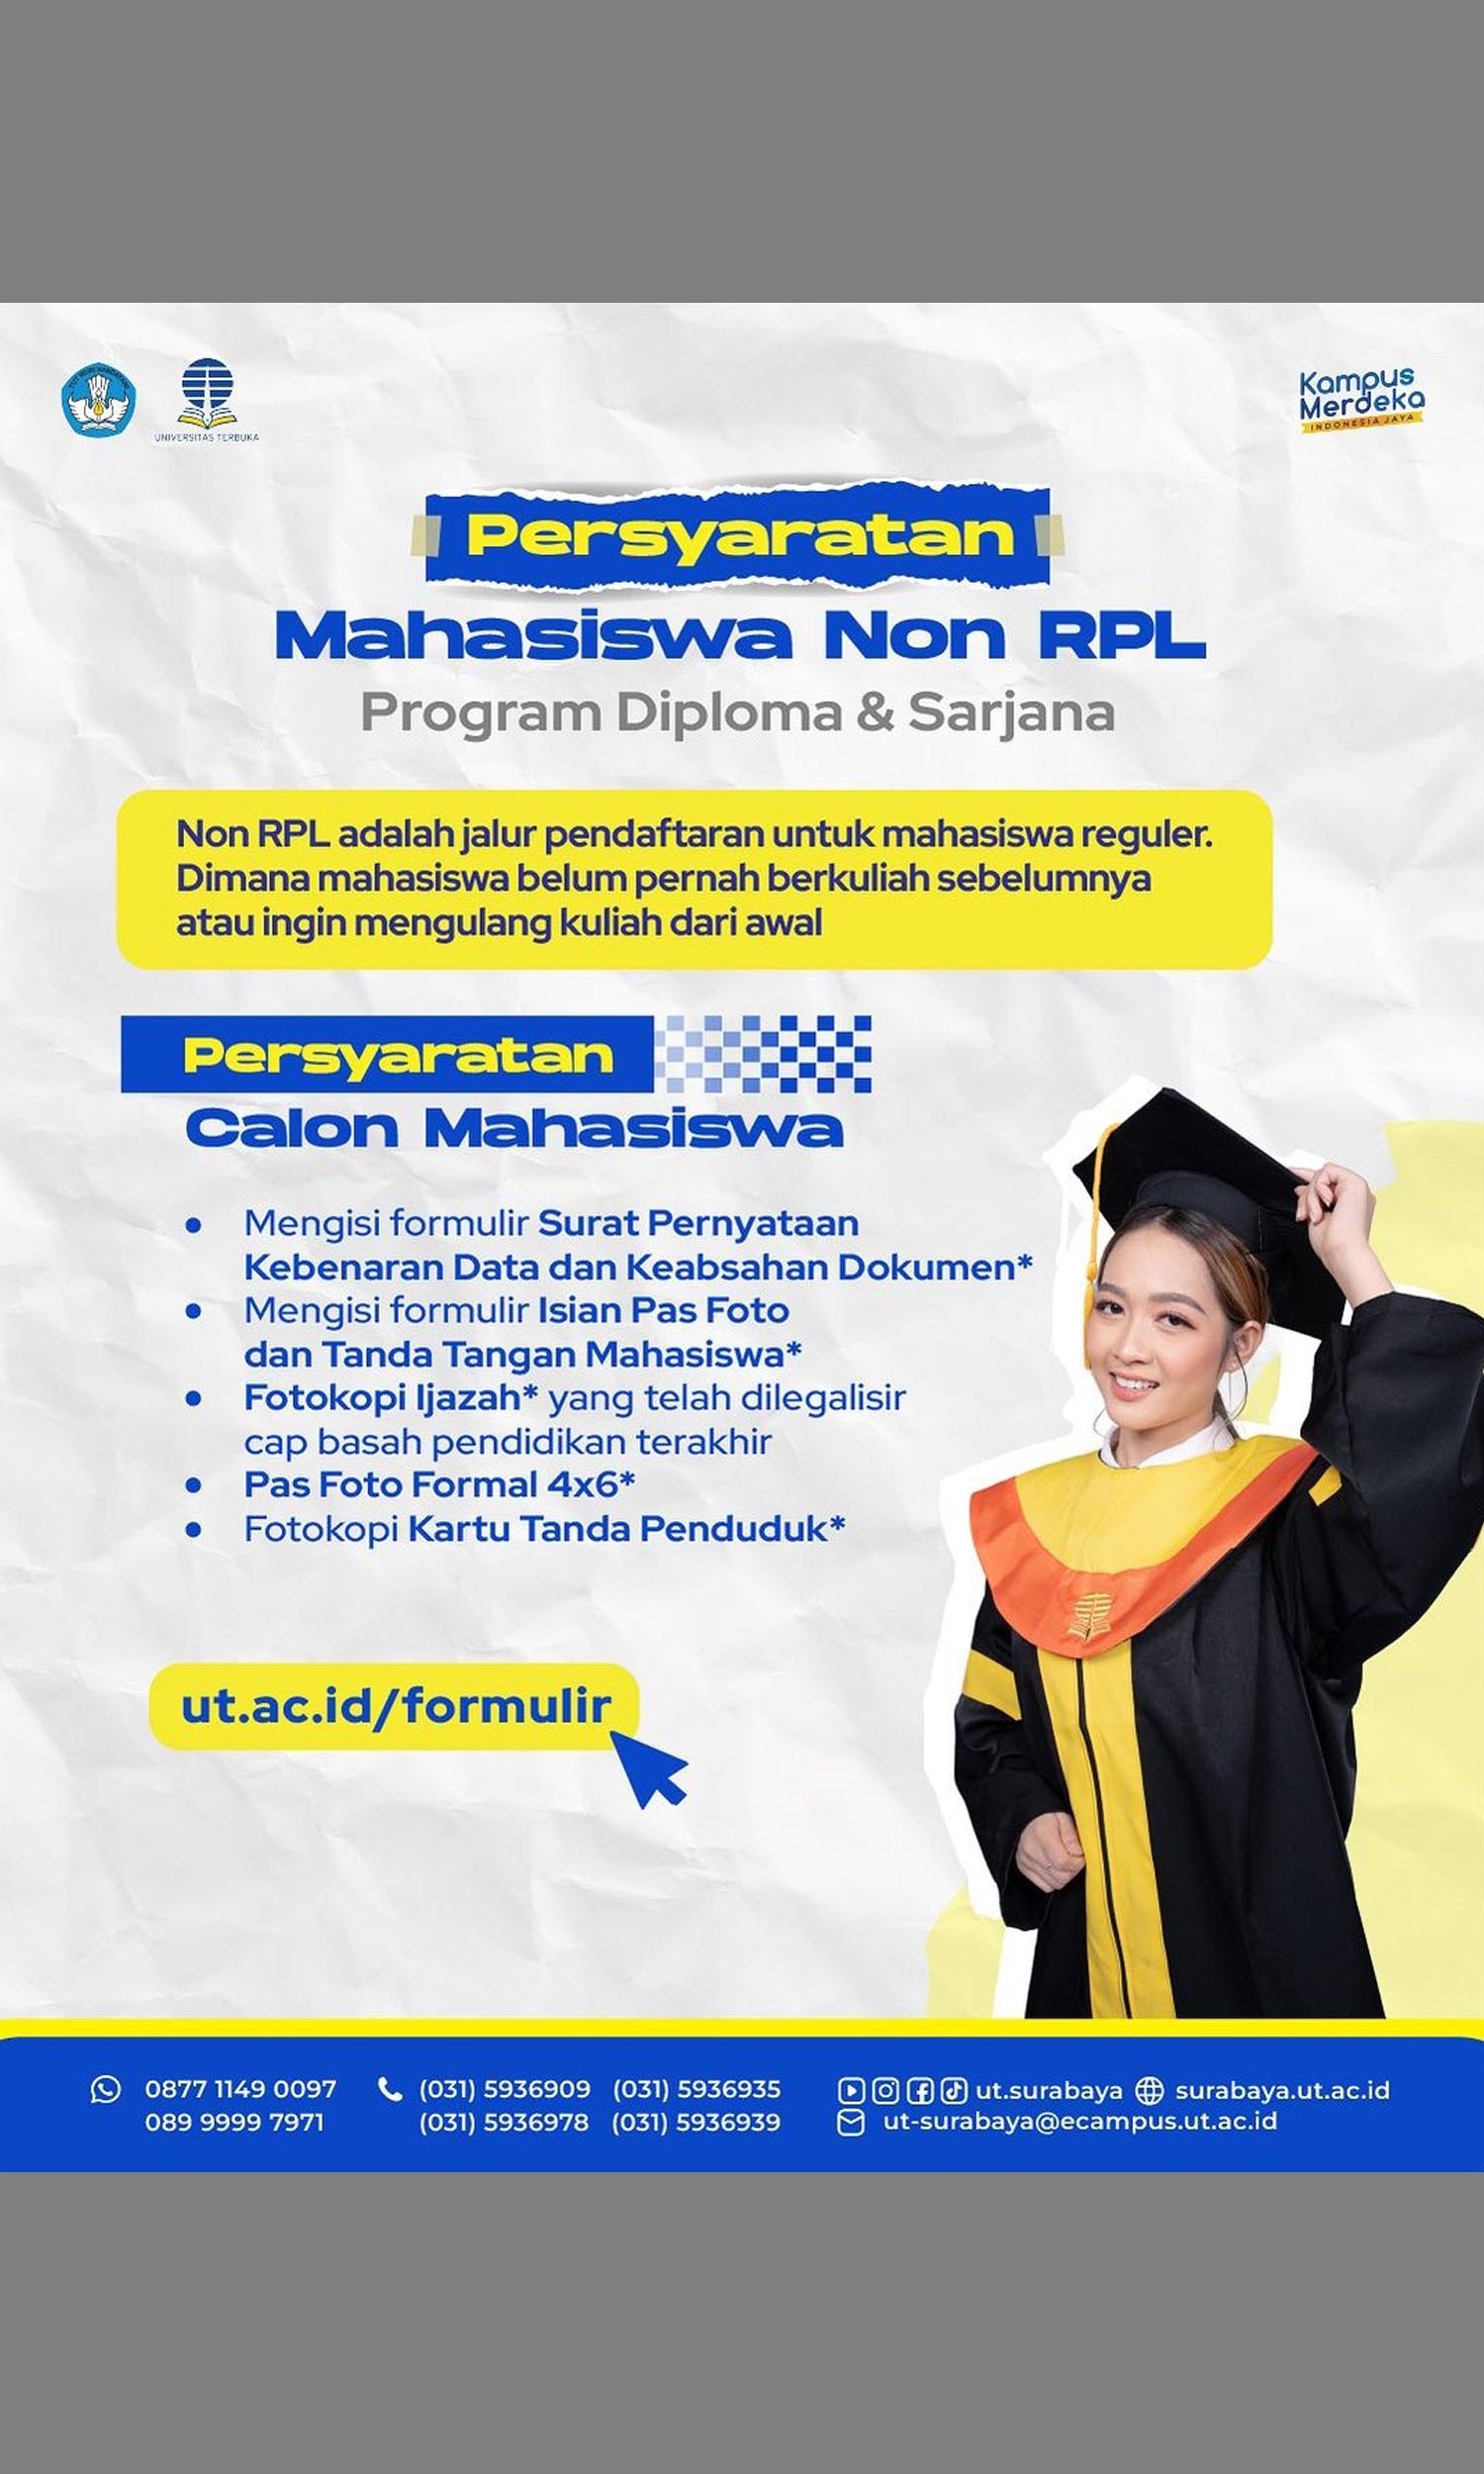 TUT WURI HANDAYANI
UNIVERSITAS TERBUKA
Kampus
Merdeka
INDONESIA JAYA
Persyaratan
Mahasiswa Non RPL
Program Diploma & Sarjana
Non RPL adalah jalur pendaftaran untuk mahasiswa reguler.
Dimana mahasiswa belum pernah berkuliah sebelumnya
atau ingin mengulang kuliah dari awal
Persyaratan
Calon Mahasiswa
• Mengisi formulir Surat Pernyataan
Kebenaran Data dan Keabsahan Dokumen*
• Mengisi formulir Isian Pas Foto
dan Tanda Tangan Mahasiswa*
• Fotokopi Ijazah* yang telah dilegalisir
cap basah pendidikan terakhir
• Pas Foto Formal 4x6*
• Fotokopi Kartu Tanda Penduduk*
ut.ac.id/formulir
0877 1149 0097 (031) 5936909 (031) 5936935 ut.surabaya surabaya.ut.ac.id
089 9999 7971 (031) 5936978 (031) 5936939 ut-surabaya@ecampus.ut.ac.id